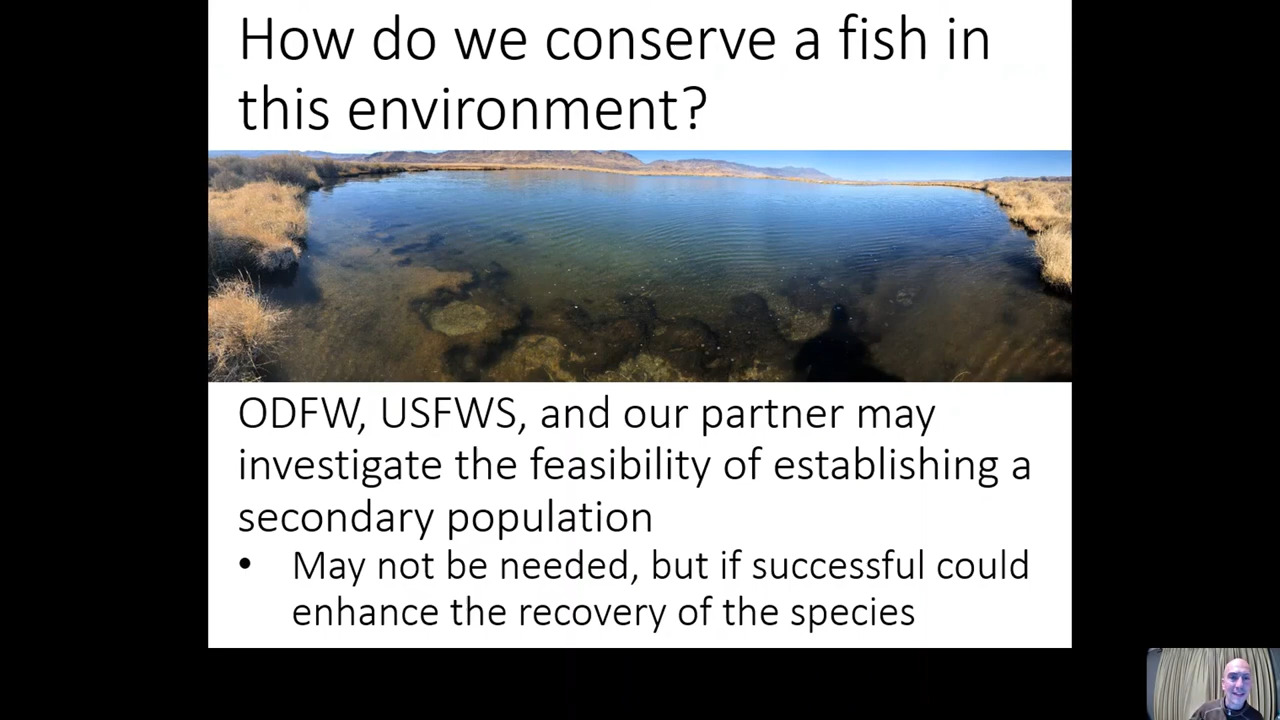 How do we conserve a fish in
this environment?
ODFW, USFWS, and our partner may
investigate the feasibility of establishing a
secondary population
• May not be needed, but if successful could
enhance the recovery of the species